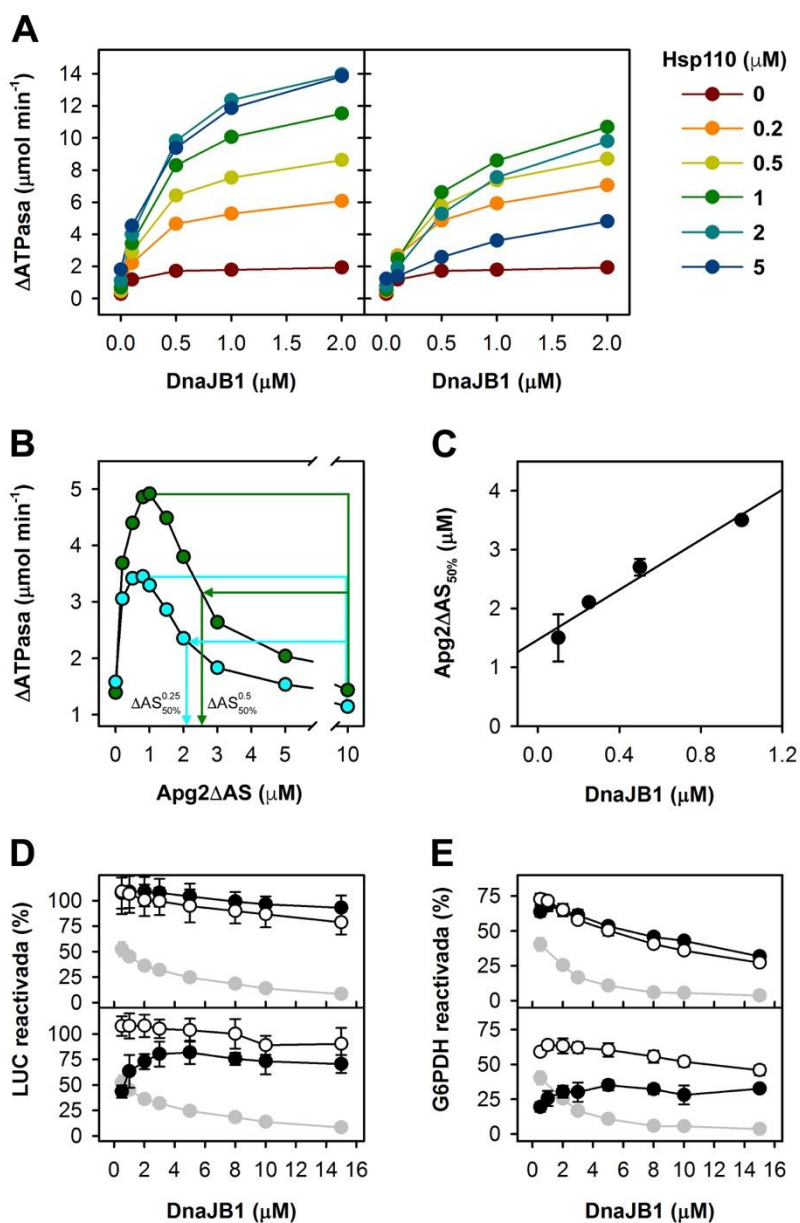 A
Hsp110 (μM)
0
0.2
0.5
1
2
5
ΔATPasa (μmol min⁻¹)
14
12
10
8
6
4
2
0
0.0 0.5 1.0 1.5 2.0
0.0 0.5 1.0 1.5 2.0
DnaJB1 (μM)
DnaJB1 (μM)
B
ΔATPasa (μmol min⁻¹)
5
4
3
2
1
ΔAS50%0.25
ΔAS50%0.5
0 1 2 3 4 5 10
Apg2ΔAS (μM)
C
Apg2ΔAS50% (μM)
4
3
2
1
0
0.0 0.4 0.8 1.2
DnaJB1 (μM)
D
LUC reactivada (%)
100
75
50
25
0
100
75
50
25
0
0 2 4 6 8 10 12 14 16
DnaJB1 (μM)
E
G6PDH reactivada (%)
75
50
25
0
75
50
25
0
0 2 4 6 8 10 12 14 16
DnaJB1 (μM)